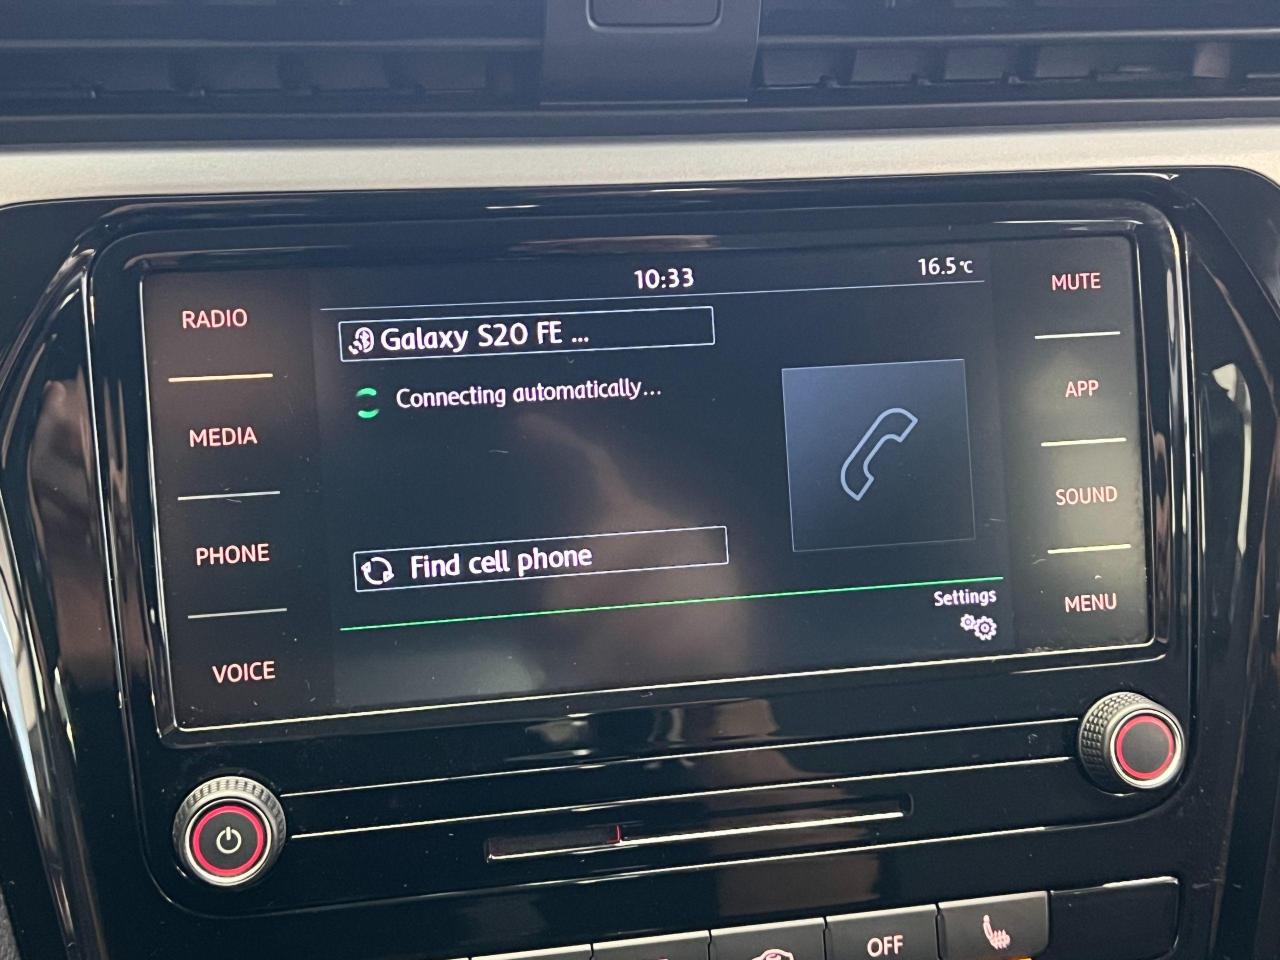 10:33
16.5°C
RADIO
MEDIA
PHONE
VOICE
Galaxy S20 FE ...
Connecting automatically...
Find cell phone
Settings
MUTE
APP
SOUND
MENU
OFF